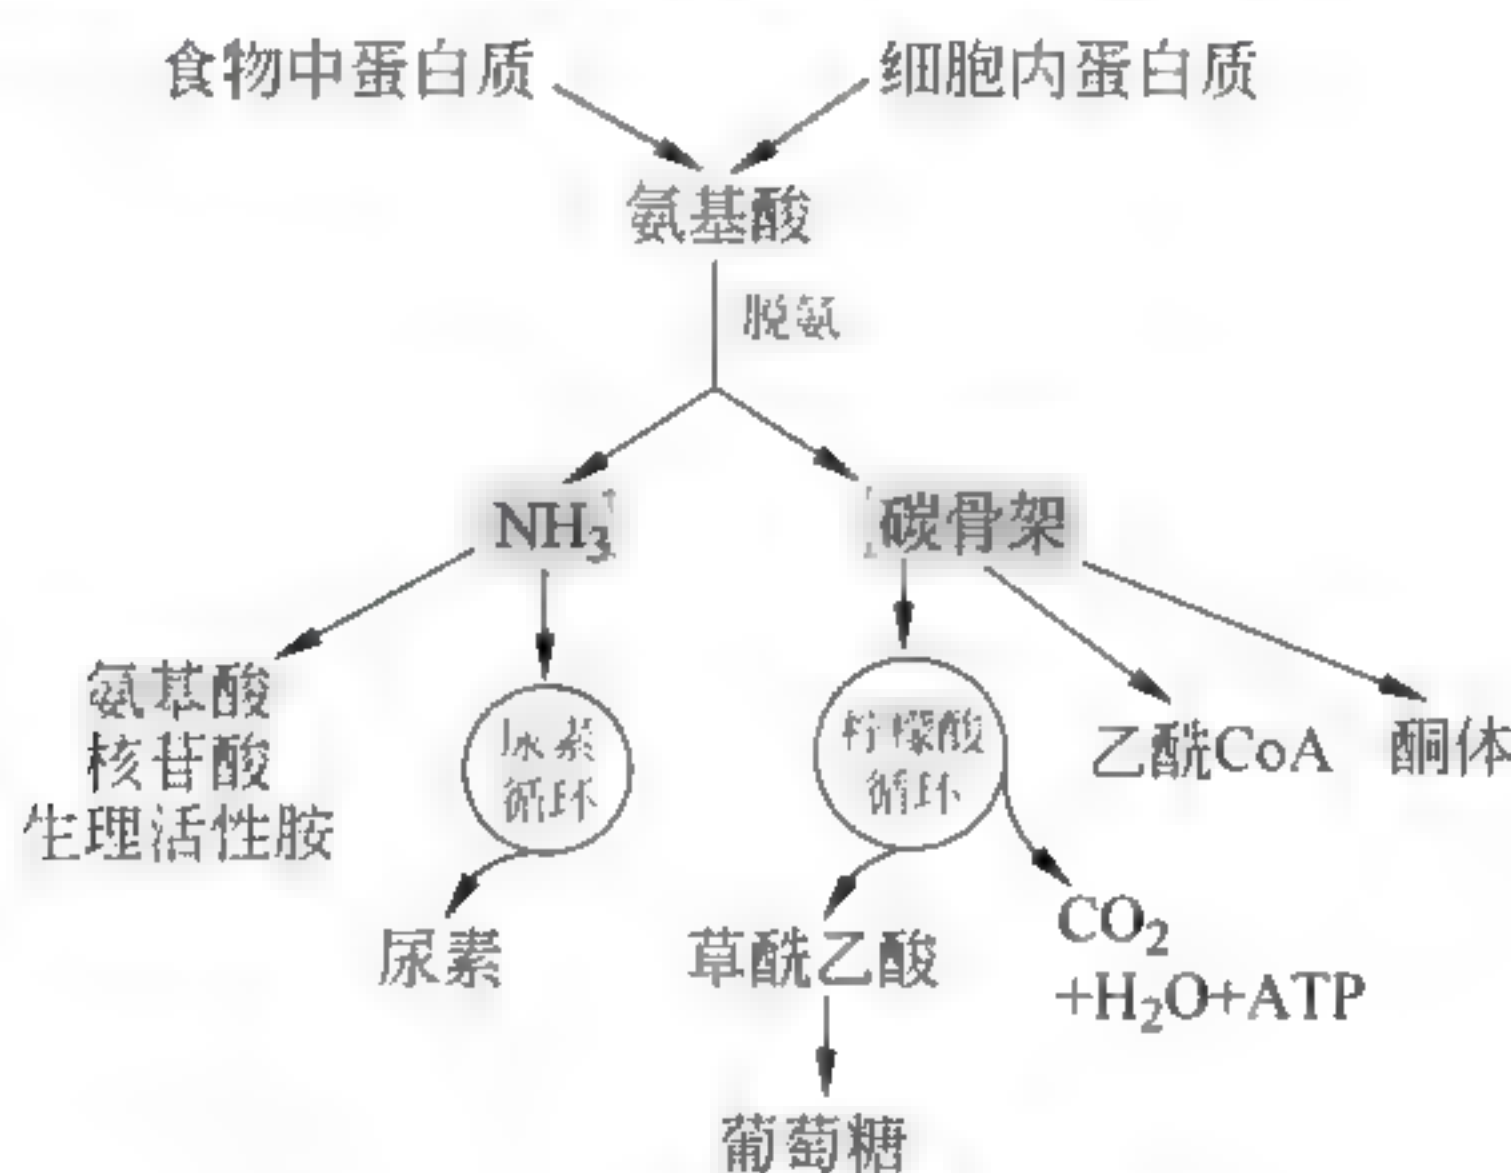 食物中蛋白质
细胞内蛋白质
氨基酸
脱氨
NH₃
碳骨架
氨基酸
核苷酸
生理活性胺
尿素
循环
柠檬酸
循环
乙酰CoA
酮体
尿素
草酰乙酸
CO₂
+H₂O+ATP
葡萄糖